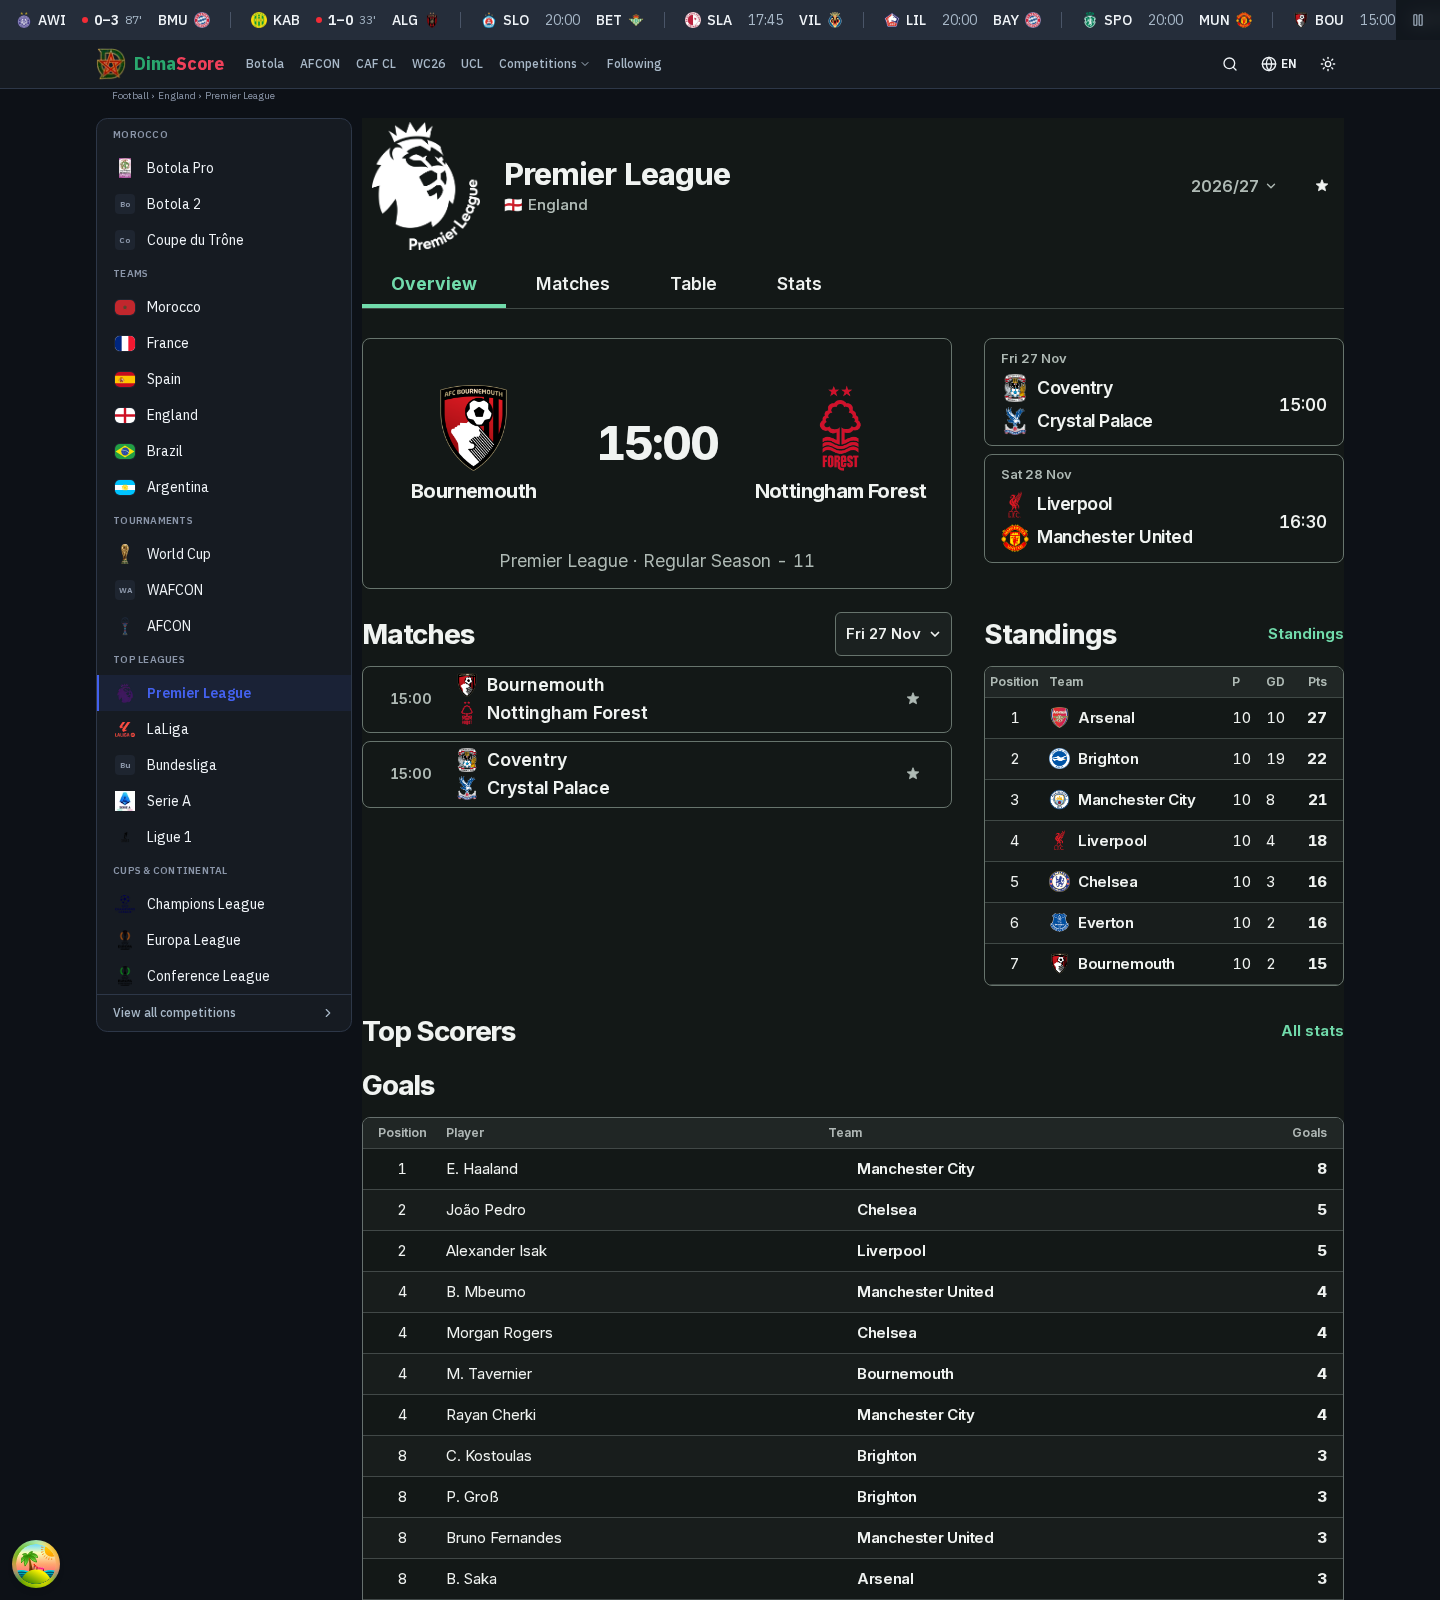 AWI 0–3 87' BMU KAB 1–0 33' ALG SLO 20:00 BET SLA 17:45 VIL LIL 20:00 BAY SPO 20:00 MUN BOU 15:00
DimaScore Botola AFCON CAF CL WC26 UCL Competitions Following EN
Football › England › Premier League
MOROCCO
Botola Pro
Bo Botola 2
Co Coupe du Trône
TEAMS
Morocco
France
Spain
England
Brazil
Argentina
TOURNAMENTS
World Cup
WA WAFCON
AFCON
TOP LEAGUES
Premier League
LaLiga
Bu Bundesliga
Serie A
Ligue 1
CUPS & CONTINENTAL
Champions League
Europa League
Conference League
View all competitions
Premier League
Premier League
England
2026/27
Overview Matches Table Stats
AFC BOURNEMOUTH
FOREST
15:00
Bournemouth Nottingham Forest
Premier League · Regular Season - 11
Fri 27 Nov
Coventry
Crystal Palace
15:00
Sat 28 Nov
Liverpool
Manchester United
16:30
Matches Fri 27 Nov
15:00 Bournemouth
Nottingham Forest
15:00 Coventry
Crystal Palace
Standings Standings
Position Team P GD Pts
1 Arsenal 10 10 27
2 Brighton 10 19 22
3 Manchester City 10 8 21
4 Liverpool 10 4 18
5 Chelsea 10 3 16
6 Everton 10 2 16
7 Bournemouth 10 2 15
Top Scorers All stats
Goals
Position Player Team Goals
1 E. Haaland Manchester City 8
2 João Pedro Chelsea 5
2 Alexander Isak Liverpool 5
4 B. Mbeumo Manchester United 4
4 Morgan Rogers Chelsea 4
4 M. Tavernier Bournemouth 4
4 Rayan Cherki Manchester City 4
8 C. Kostoulas Brighton 3
8 P. Groß Brighton 3
8 Bruno Fernandes Manchester United 3
8 B. Saka Arsenal 3